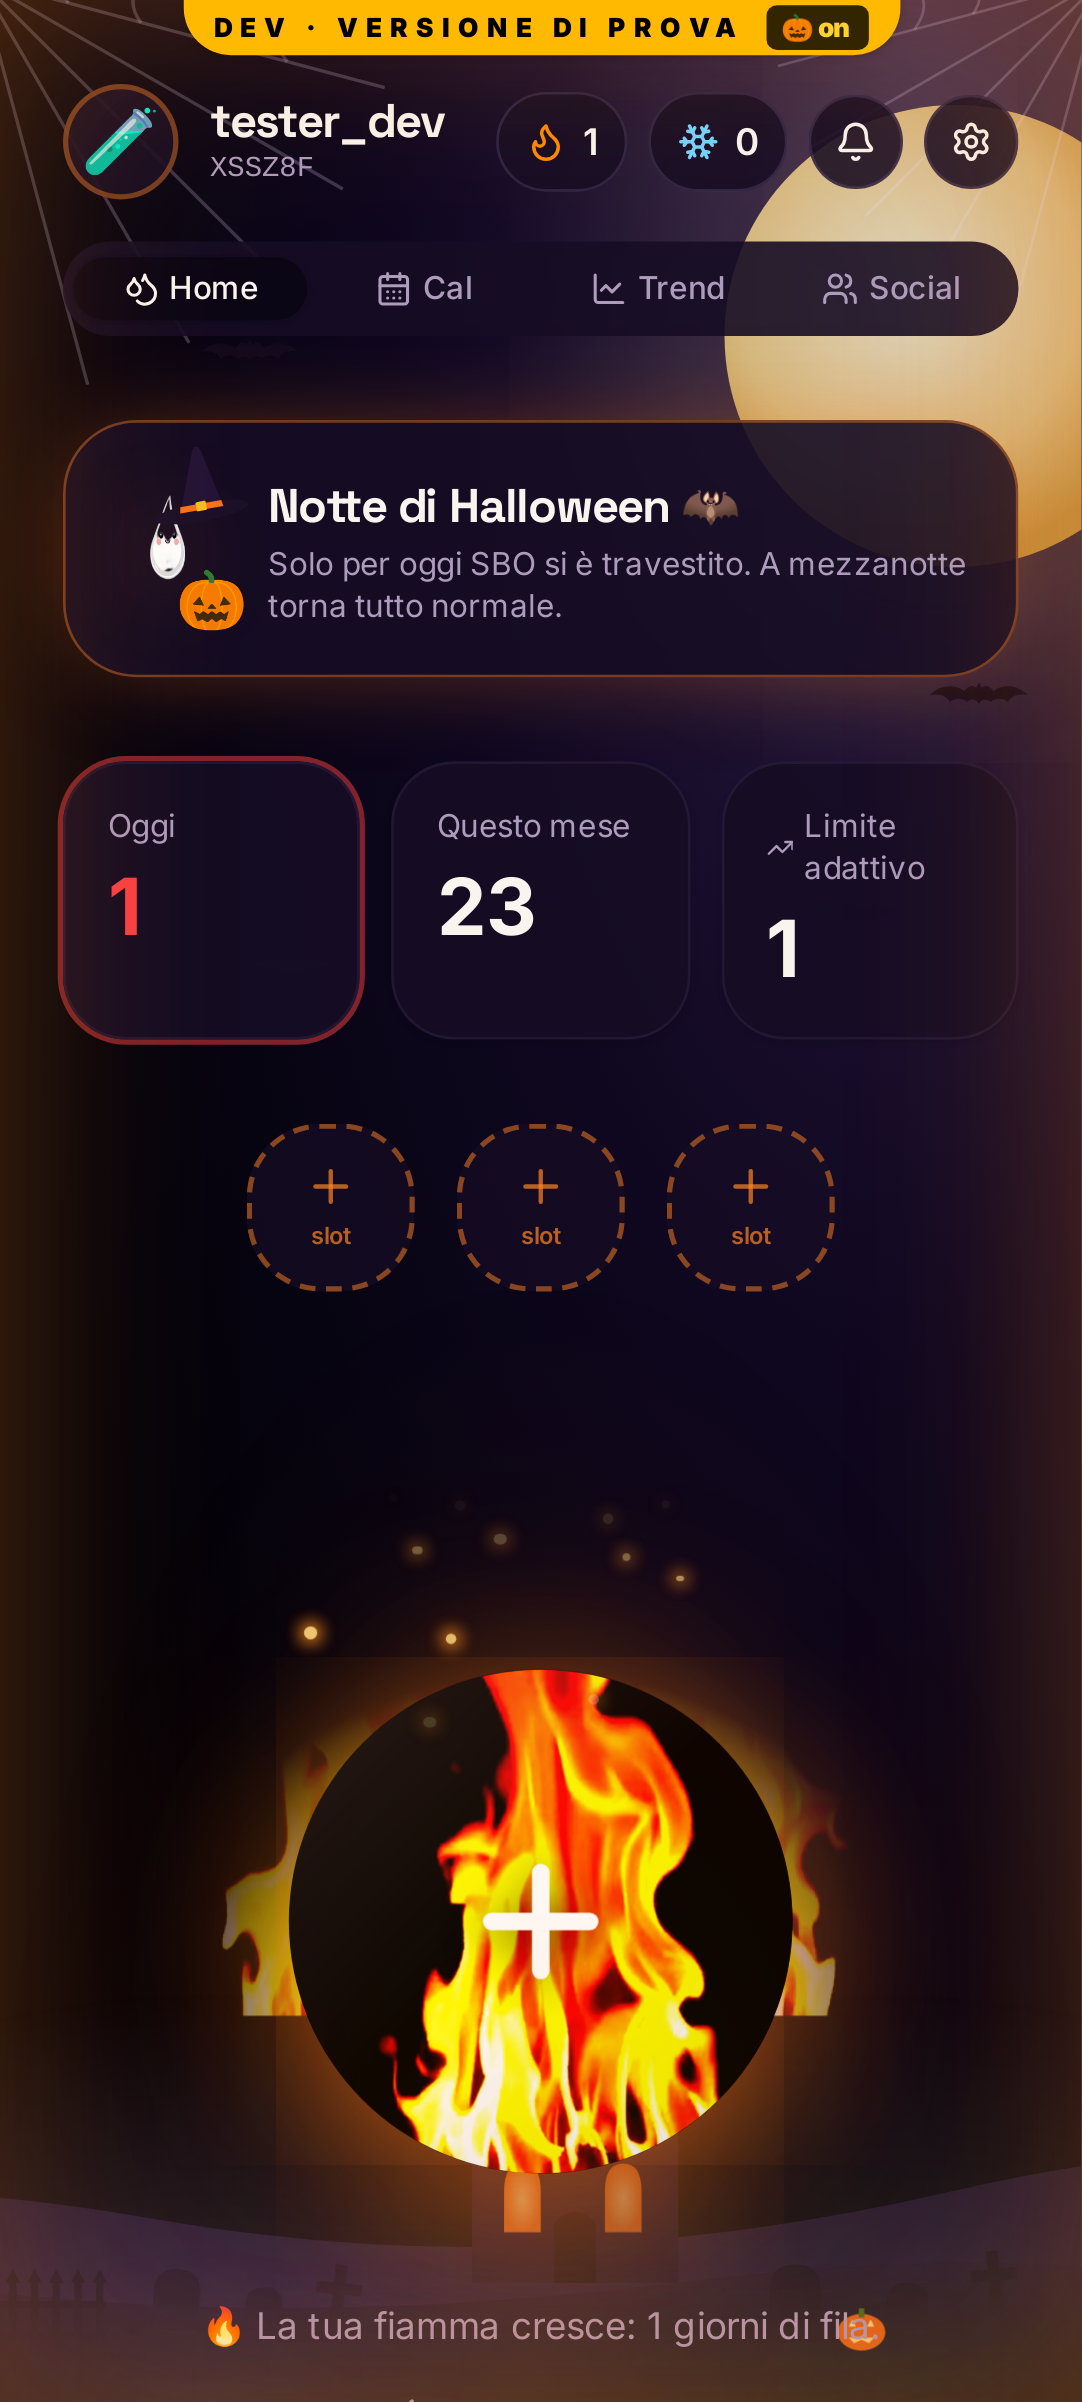 DEV · VERSIONE DI PROVA 🎃 on
tester_dev
XSSZ8F
1
0
Home
Cal
Trend
Social
Notte di Halloween 🦇
Solo per oggi SBO si è travestito. A mezzanotte
torna tutto normale.
Oggi
1
Questo mese
23
Limite
adattivo
1
slot
slot
slot
🔥 La tua fiamma cresce: 1 giorni di fila.